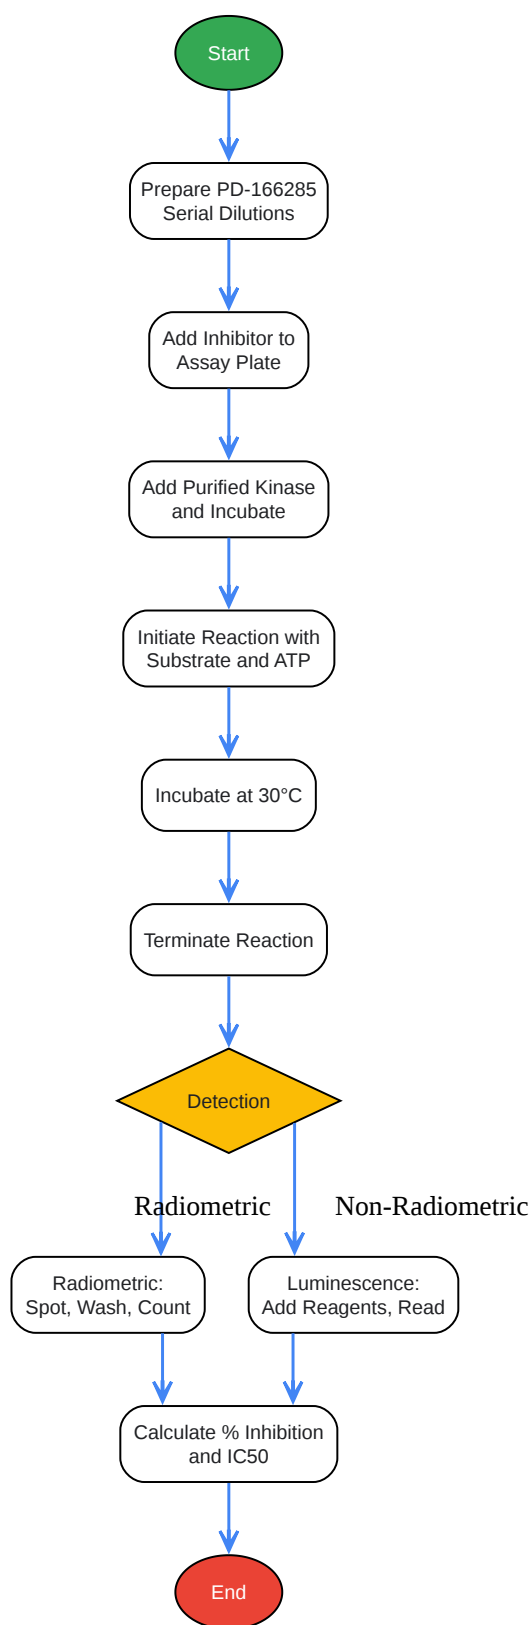 Start
Prepare PD-166285
Serial Dilutions
Add Inhibitor to
Assay Plate
Add Purified Kinase
and Incubate
Initiate Reaction with
Substrate and ATP
Incubate at 30°C
Terminate Reaction
Detection
Radiometric
Non-Radiometric
Radiometric:
Spot, Wash, Count
Luminescence:
Add Reagents, Read
Calculate % Inhibition
and IC50
End